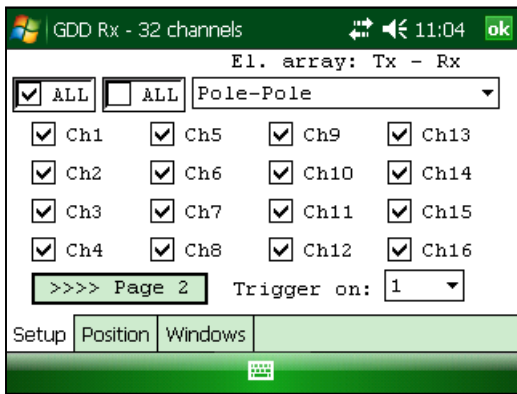 GDD Rx - 32 channels 11:04 ok
El. array: Tx - Rx
ALL ALL Pole-Pole
Ch1 Ch5 Ch9 Ch13
Ch2 Ch6 Ch10 Ch14
Ch3 Ch7 Ch11 Ch15
Ch4 Ch8 Ch12 Ch16
>>>> Page 2 Trigger on: 1
Setup Position Windows